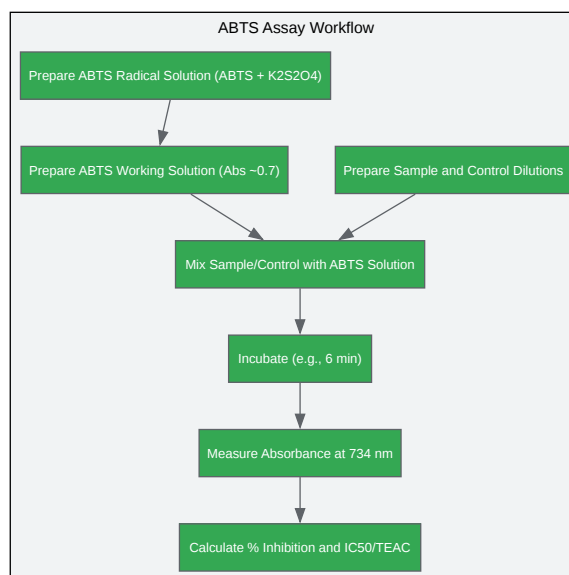 ABTS Assay Workflow
Prepare ABTS Radical Solution (ABTS + K2S2O4)
Prepare ABTS Working Solution (Abs ~0.7)
Prepare Sample and Control Dilutions
Mix Sample/Control with ABTS Solution
Incubate (e.g., 6 min)
Measure Absorbance at 734 nm
Calculate % Inhibition and IC50/TEAC